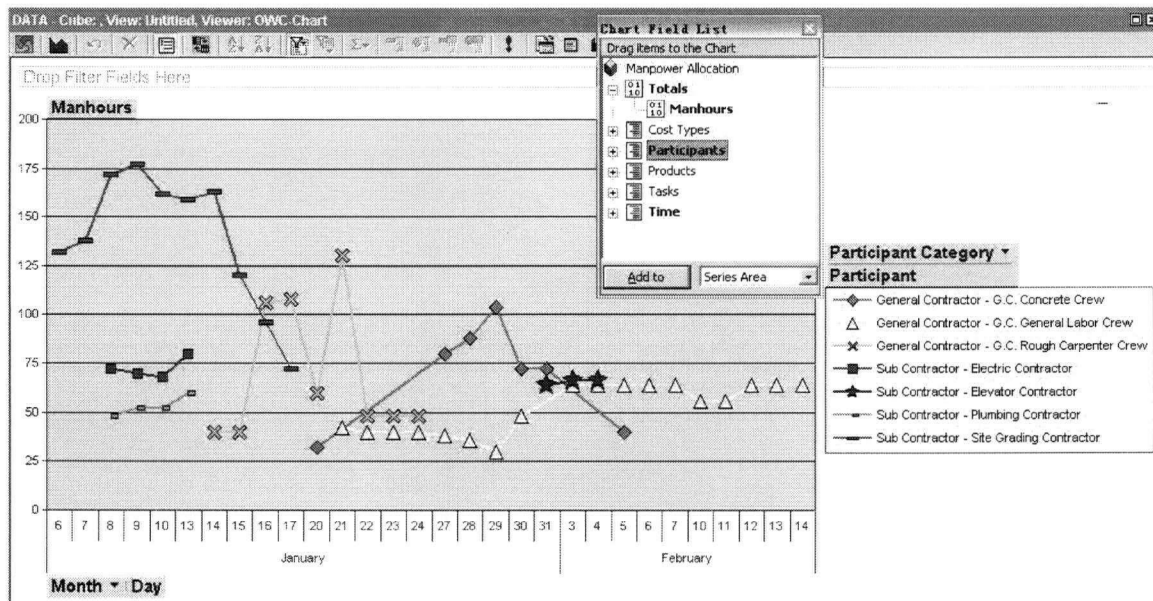 DATA - Cube: , View: Untitled, Viewer: OWC-Chart
Chart Field List
Drag items to the Chart
Drop Filter Fields Here
Manpower Allocation
Totals
Manhours
Cost Types
Participants
Products
Tasks
Time
Add to
Series Area
Manhours
200
175
150
125
100
75
50
25
0
6 7 8 9 10 13 14 15 16 17 20 21 22 23 24 27 28 29 30 31 3 4 5 6 7 10 11 12 13 14
January February
Month Day
Participant Category
Participant
General Contractor - G.C. Concrete Crew
General Contractor - G.C. General Labor Crew
General Contractor - G.C. Rough Carpenter Crew
Sub Contractor - Electric Contractor
Sub Contractor - Elevator Contractor
Sub Contractor - Plumbing Contractor
Sub Contractor - Site Grading Contractor